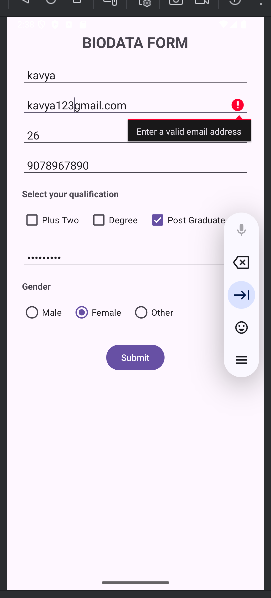 BIODATA FORM
kavya
kavya123gmail.com
Enter a valid email address
26
9078967890
Select your qualification
Plus Two Degree Post Graduate
•••••••••
Gender
Male Female Other
Submit